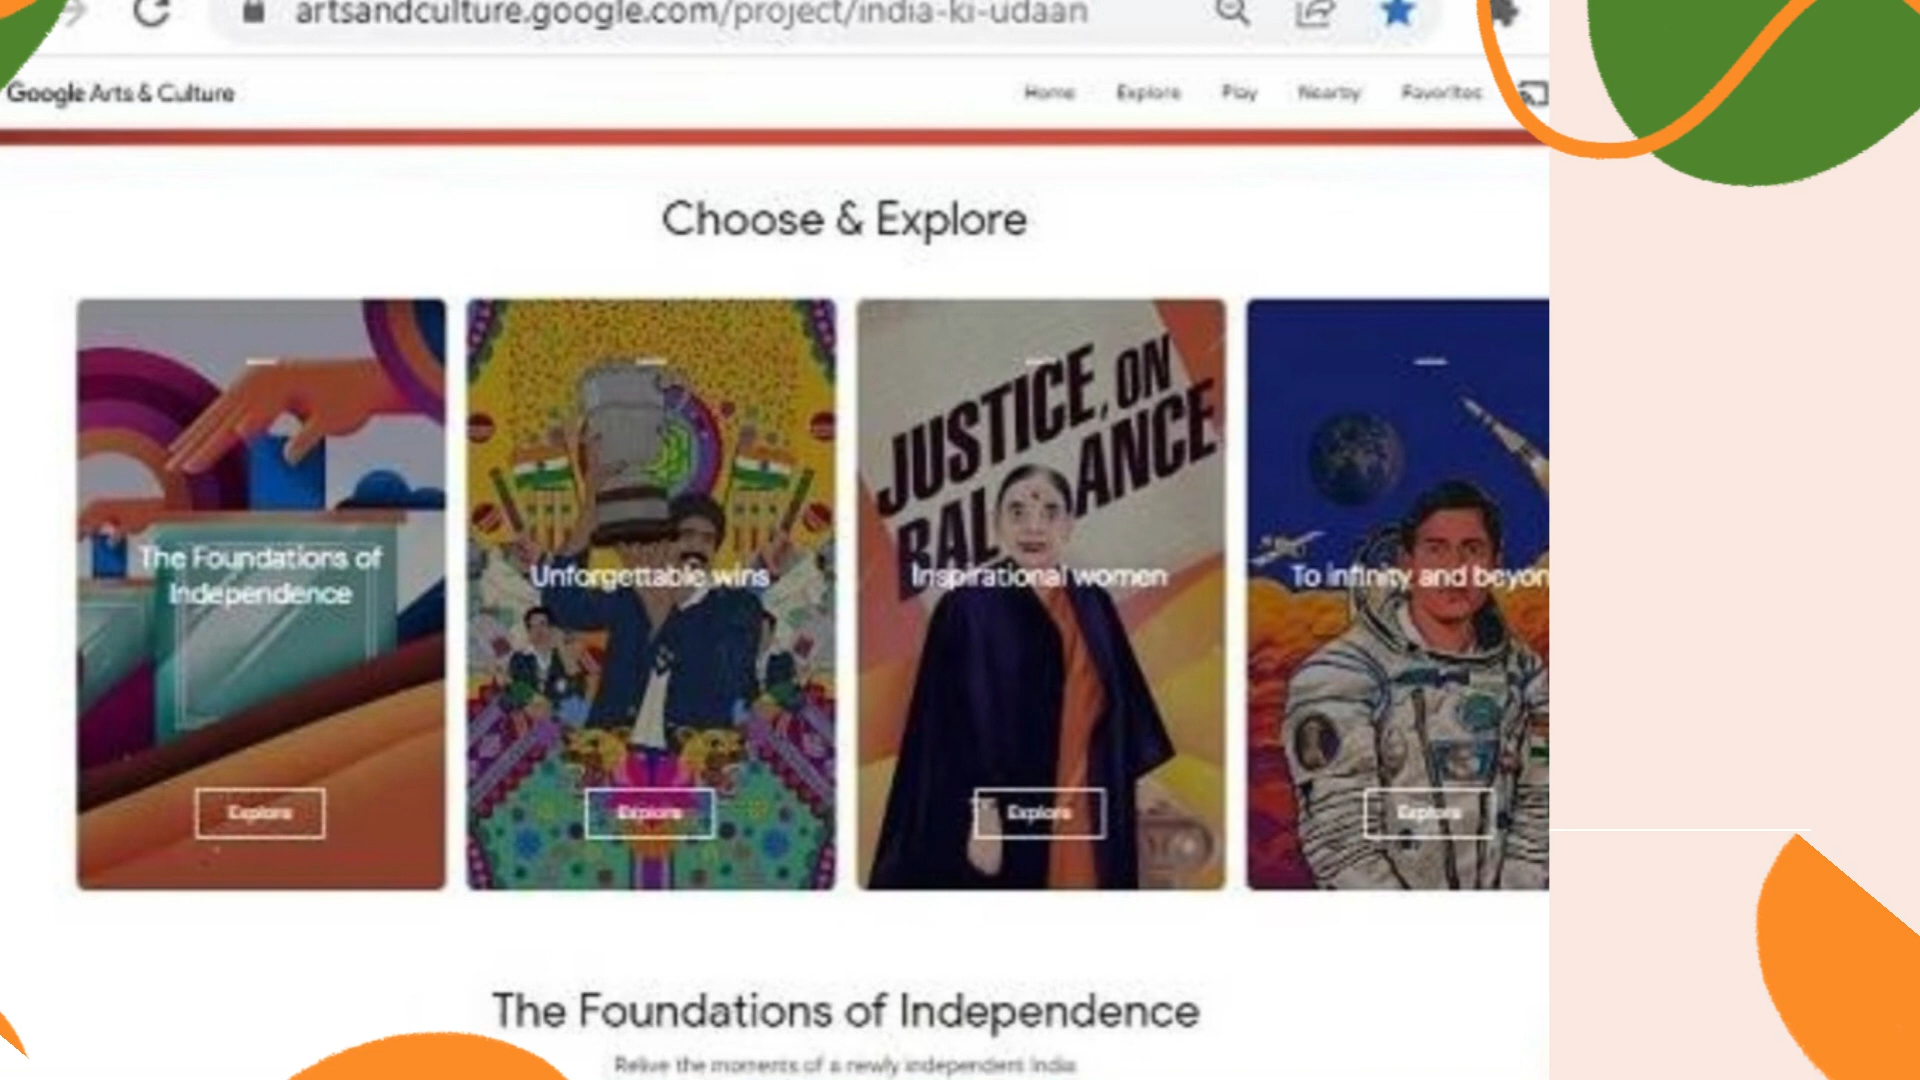 artsandculture.google.com/project/india-ki-udaan
Google Arts & Culture
Home Explore Play Nearby Favorites
Choose & Explore
JUSTICE, ON
BAL ANCE
The Foundations of
Independence
Unforgettable wins
Inspirational women
To infinity and beyon
Explore
Explore
Explore
Explore
The Foundations of Independence
Relive the moments of a newly independent India